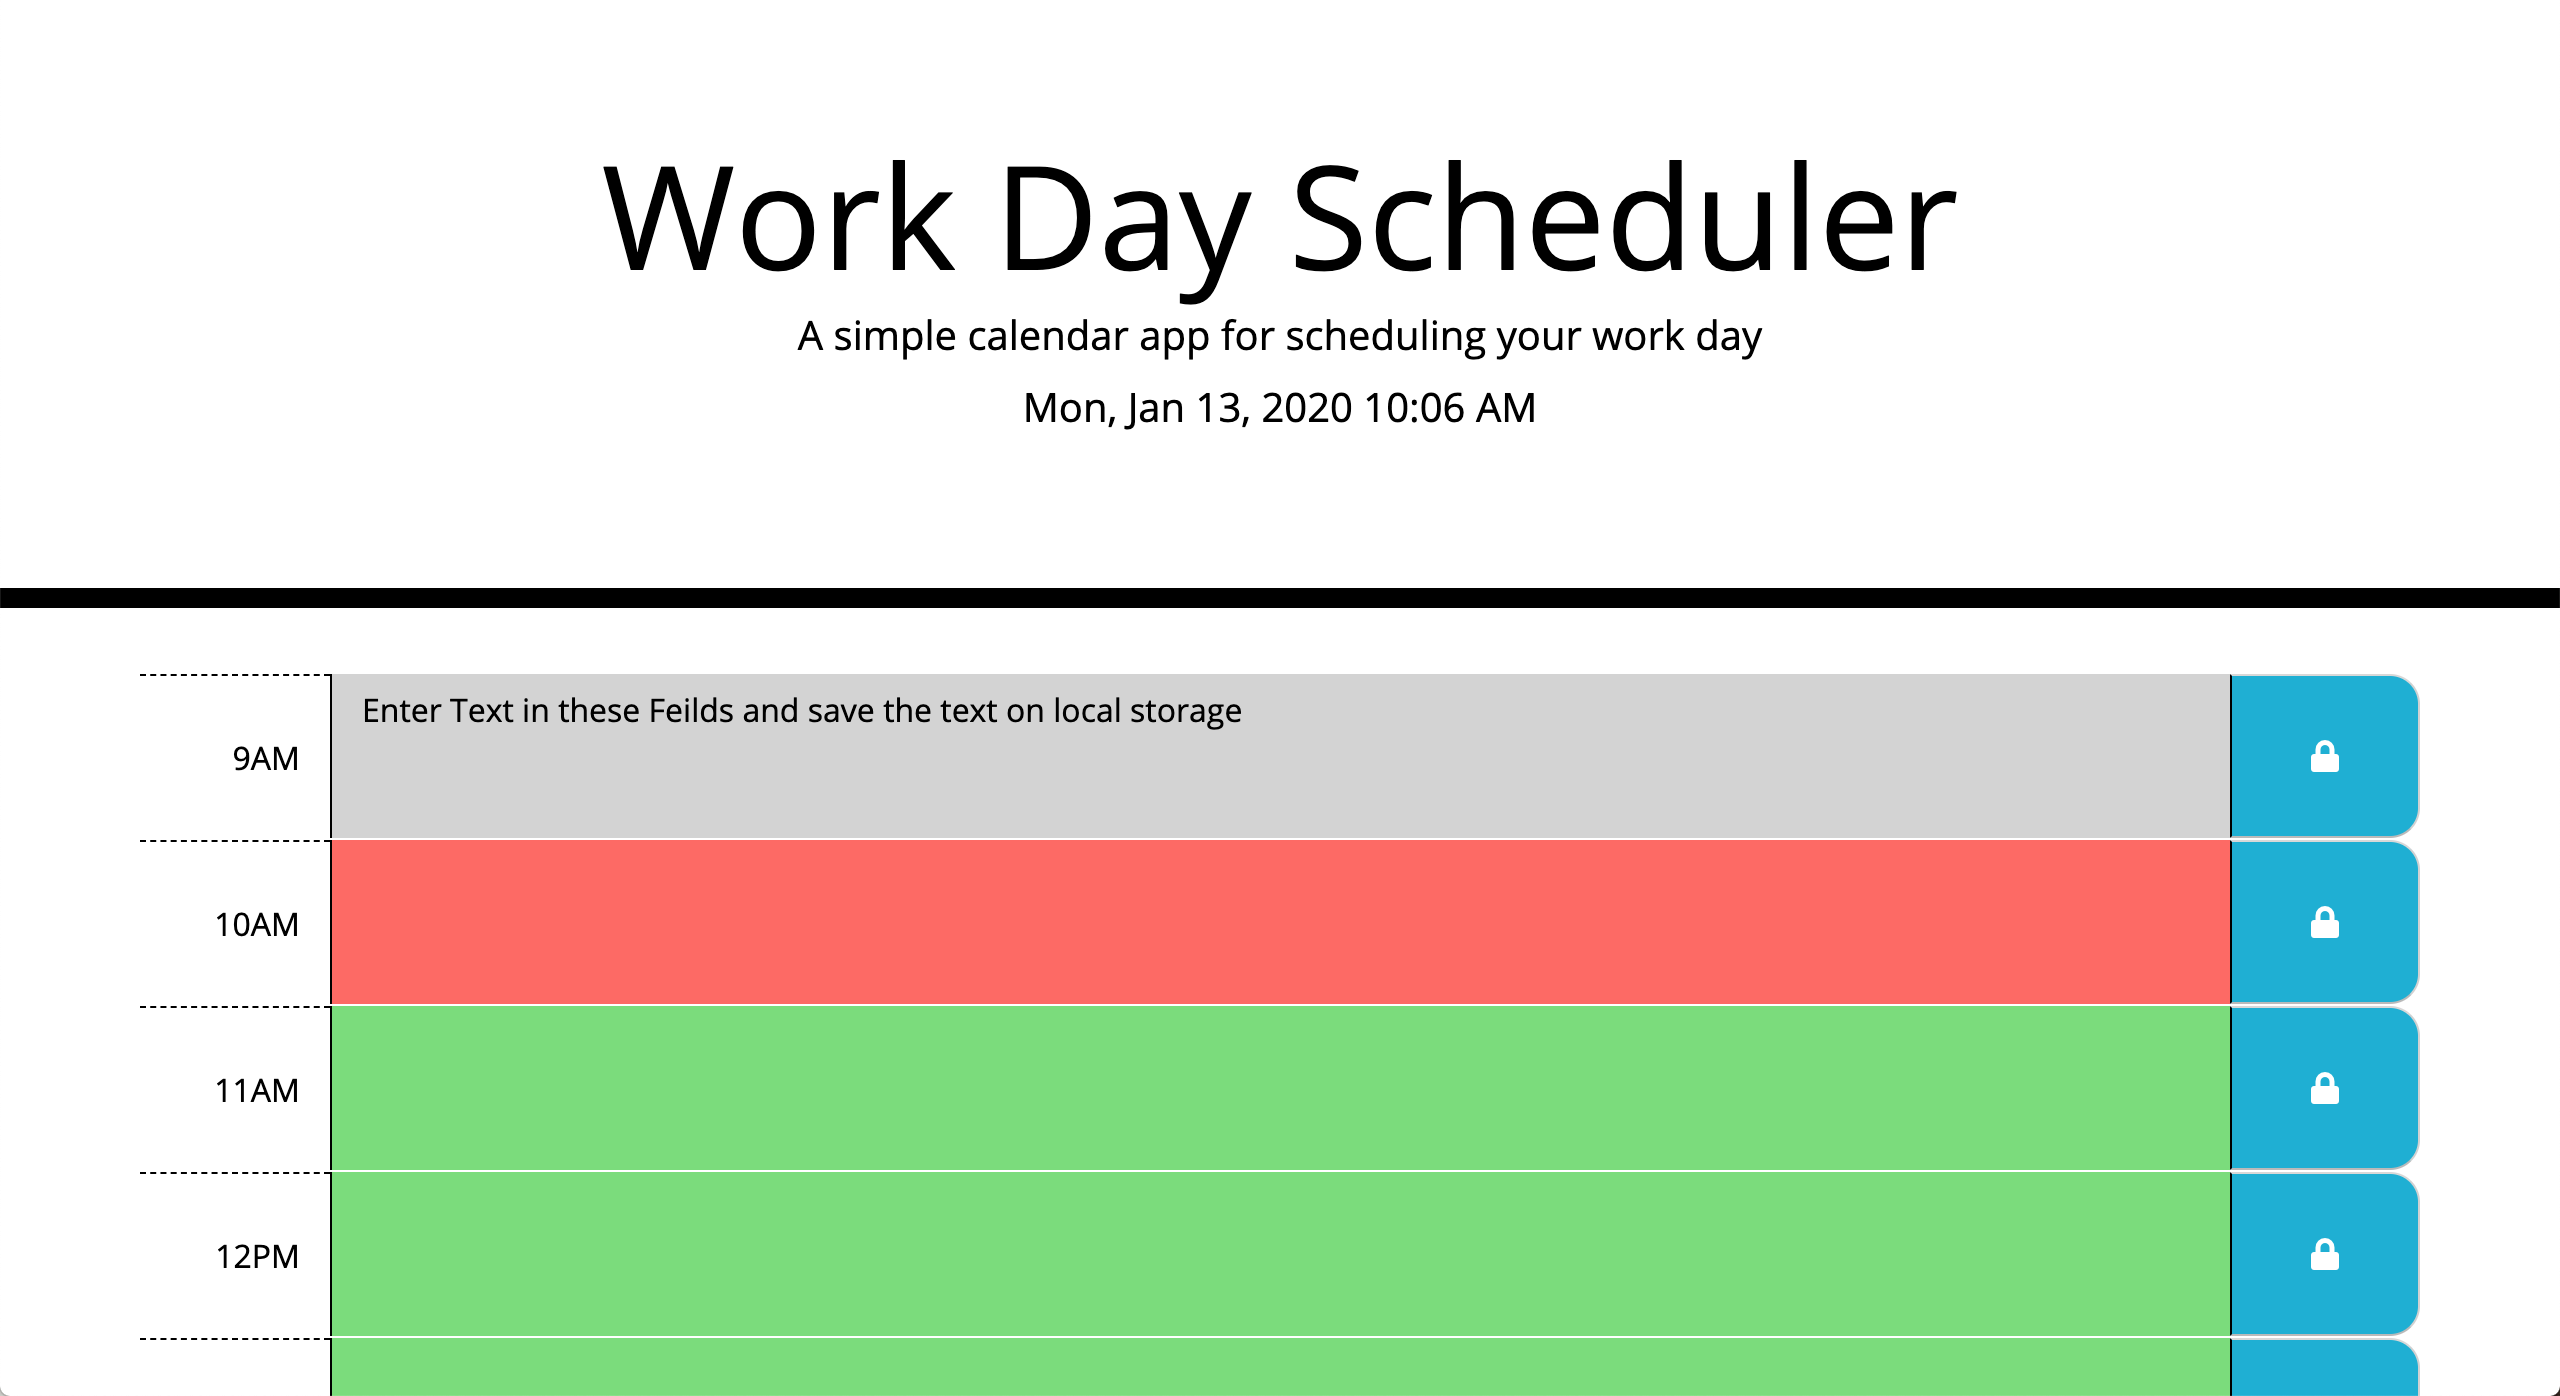 Work Day Scheduler
A simple calendar app for scheduling your work day
Mon, Jan 13, 2020 10:06 AM
Enter Text in these Feilds and save the text on local storage
9AM
10AM
11AM
12PM